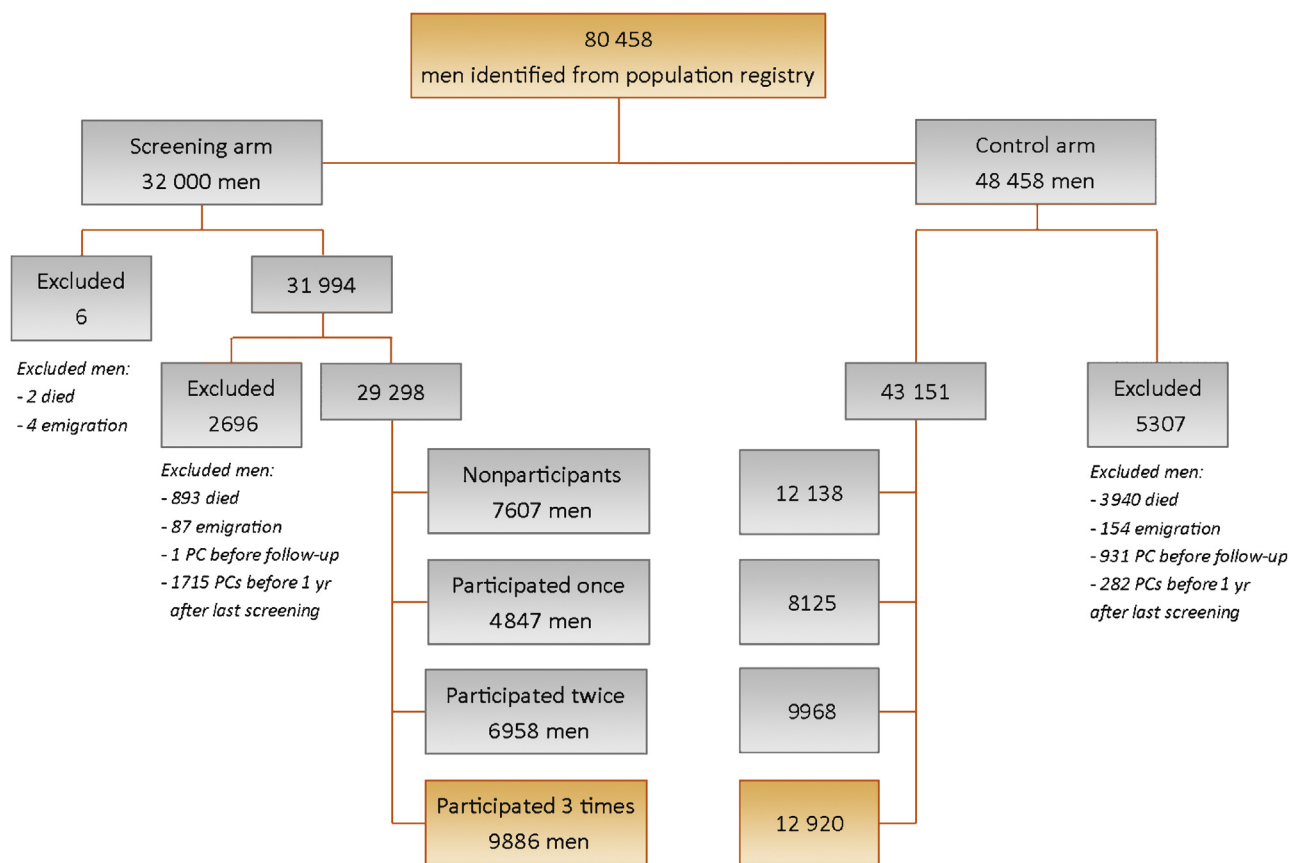 80 458
men identified from population registry
Screening arm
32 000 men
Control arm
48 458 men
Excluded
6
31 994
Excluded men:
- 2 died
- 4 emigration
Excluded
2696
29 298
43 151
Excluded
5307
Excluded men:
- 893 died
- 87 emigration
- 1 PC before follow-up
- 1715 PCs before 1 yr
after last screening
Excluded men:
- 3940 died
- 154 emigration
- 931 PC before follow-up
- 282 PCs before 1 yr
after last screening
Nonparticipants
7607 men
12 138
Participated once
4847 men
8125
Participated twice
6958 men
9968
Participated 3 times
9886 men
12 920